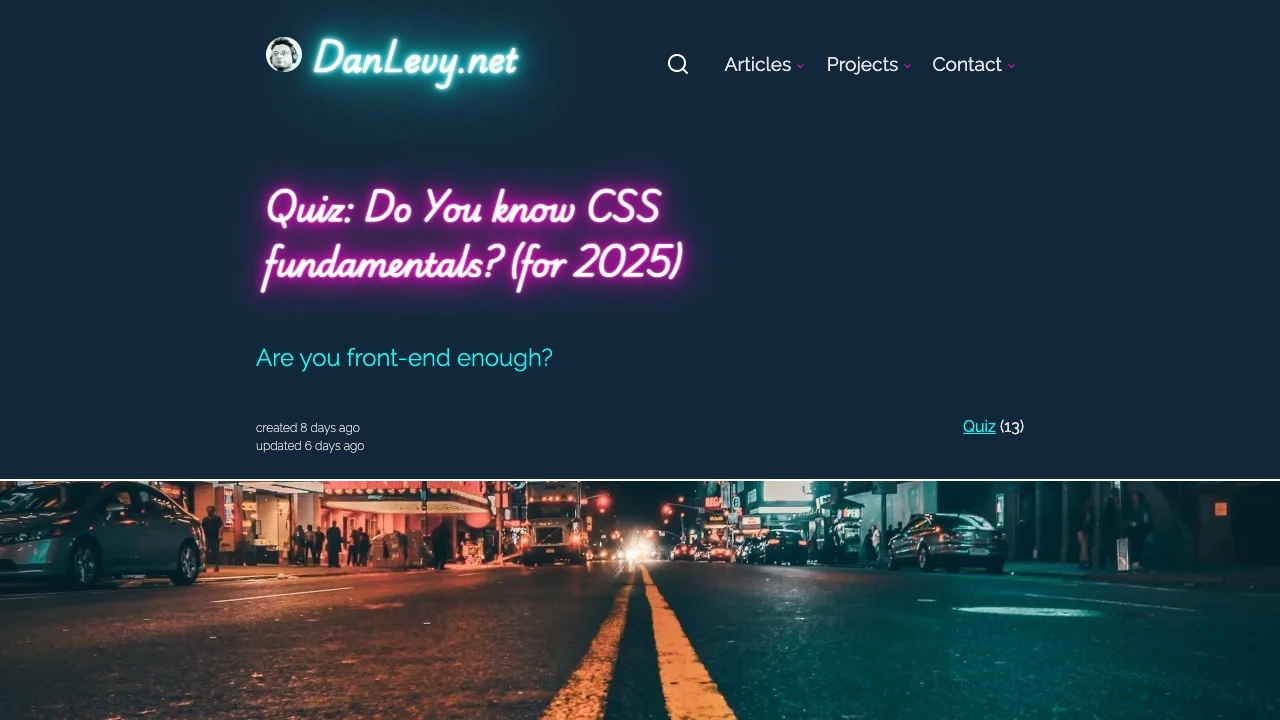 DanLevy.net
Articles
Projects
Contact
Quiz: Do You know CSS
fundamentals? (for 2025)
Are you front-end enough?
created 8 days ago
updated 6 days ago
Quiz (13)